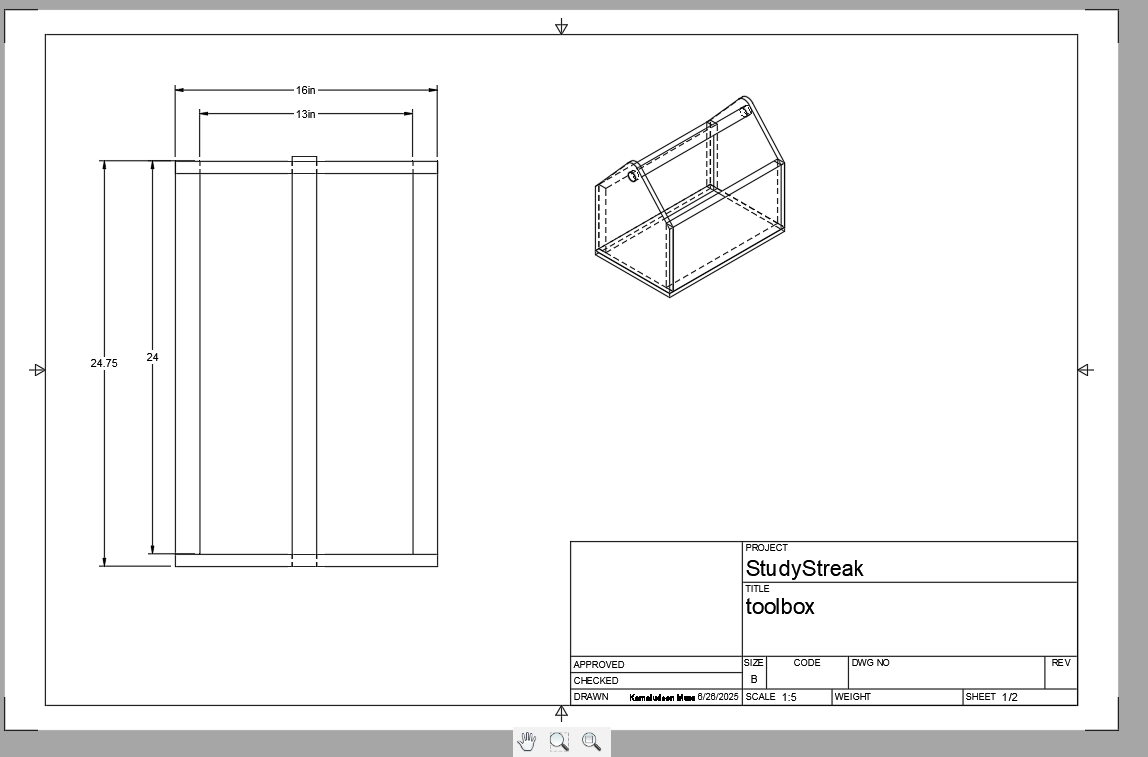 16in
13in
24.75
24
PROJECT
StudyStreak
TITLE
toolbox
APPROVED
SIZE CODE DWG NO REV
CHECKED
B
DRAWN Kamaludeen Musa 6/26/2025 SCALE 1:5 WEIGHT SHEET 1/2